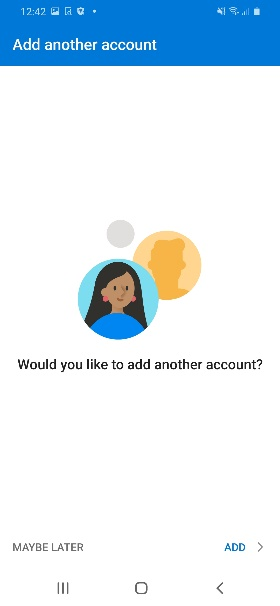 12:42
Add another account
Would you like to add another account?
MAYBE LATER
ADD